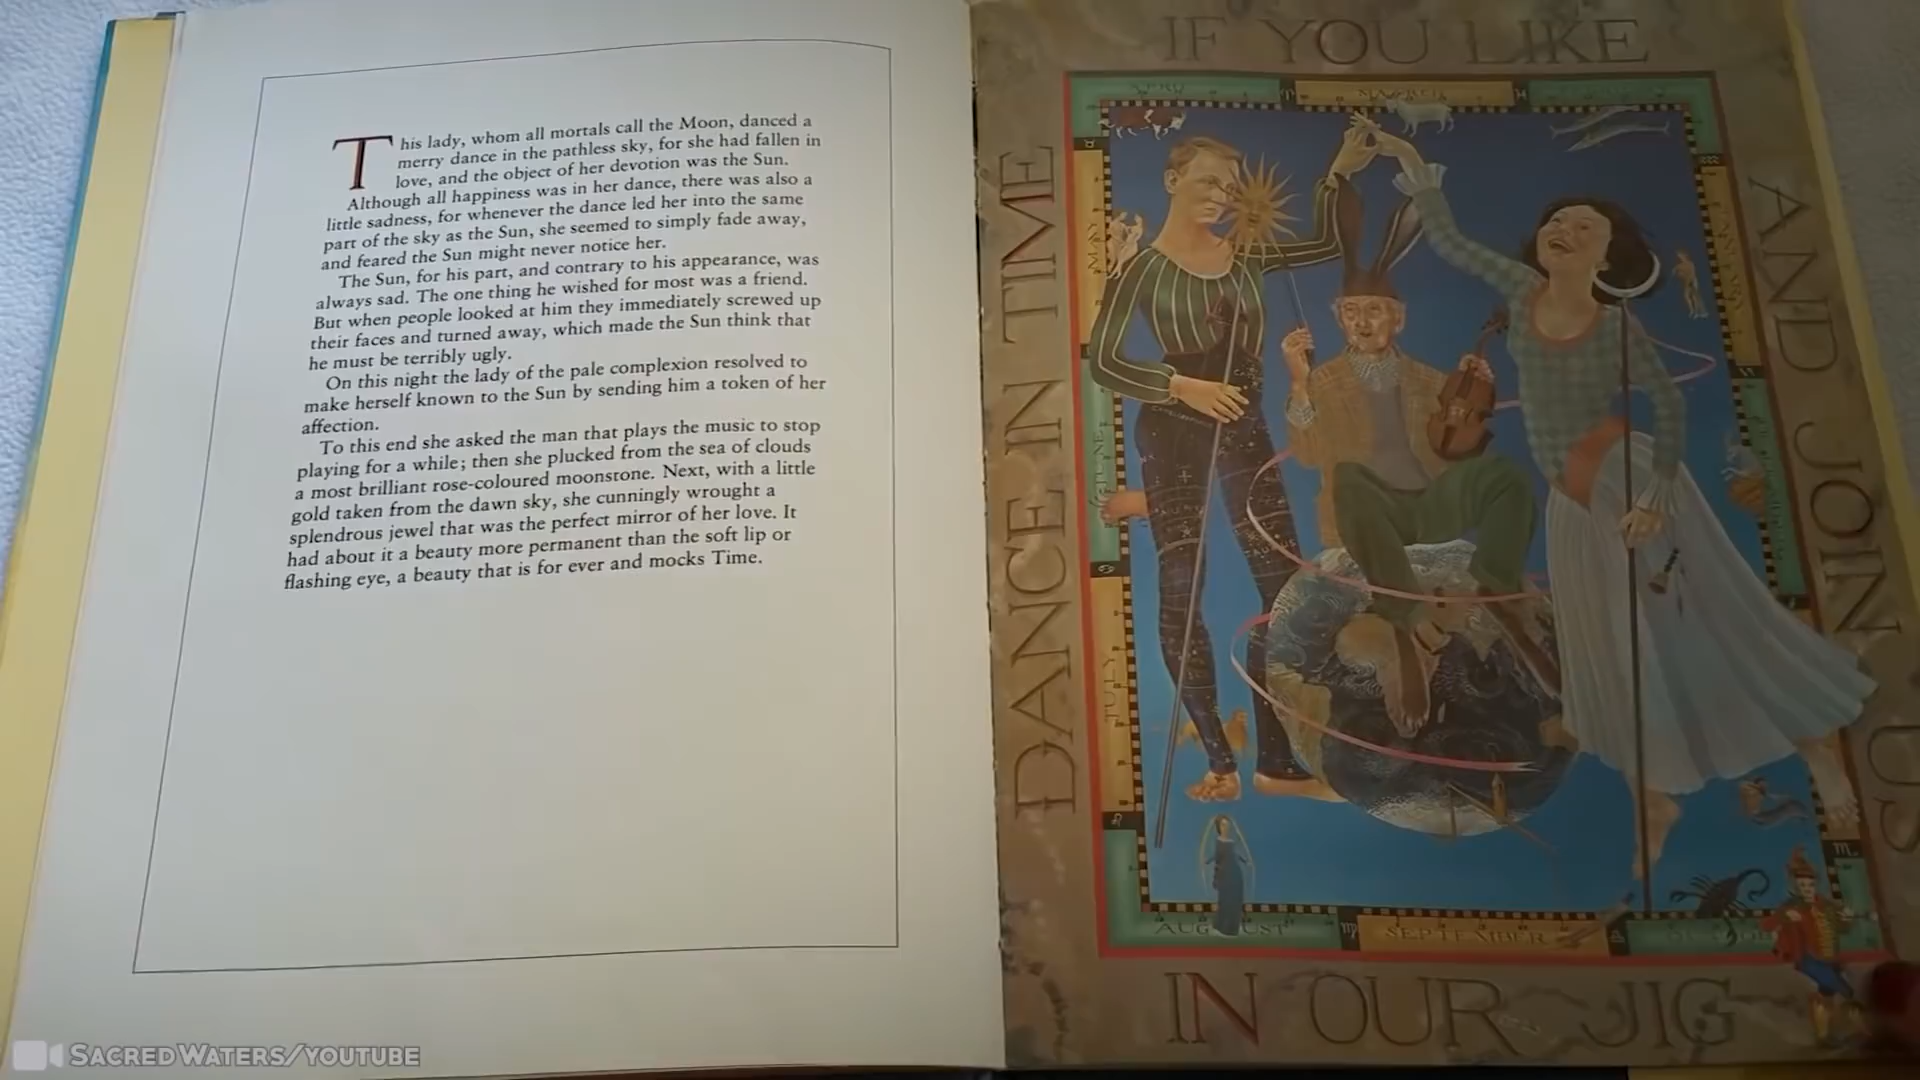 This lady, whom all mortals call the Moon, danced a
merry dance in the pathless sky, for she had fallen in
love, and the object of her devotion was the Sun.
Although all happiness was in her dance, there was also a
little sadness, for whenever the dance led her into the same
part of the sky as the Sun, she seemed to simply fade away,
and feared the Sun might never notice her.
The Sun, for his part, and contrary to his appearance, was
always sad. The one thing he wished for most was a friend.
But when people looked at him they immediately screwed up
their faces and turned away, which made the Sun think that
he must be terribly ugly.
On this night the lady of the pale complexion resolved to
make herself known to the Sun by sending him a token of her
affection.
To this end she asked the man that plays the music to stop
playing for a while; then she plucked from the sea of clouds
a most brilliant rose-coloured moonstone. Next, with a little
gold taken from the dawn sky, she cunningly wrought a
splendrous jewel that was the perfect mirror of her love. It
had about it a beauty more permanent than the soft lip or
flashing eye, a beauty that is for ever and mocks Time.
IF YOU LIKE
AND JOIN US
IN OUR JIG
DANCE IN TIME
MARCH
MAY
JUNE
JULY
AUGUST
SEPTEMBER
TAURUS
SACRED WATERS/YOUTUBE